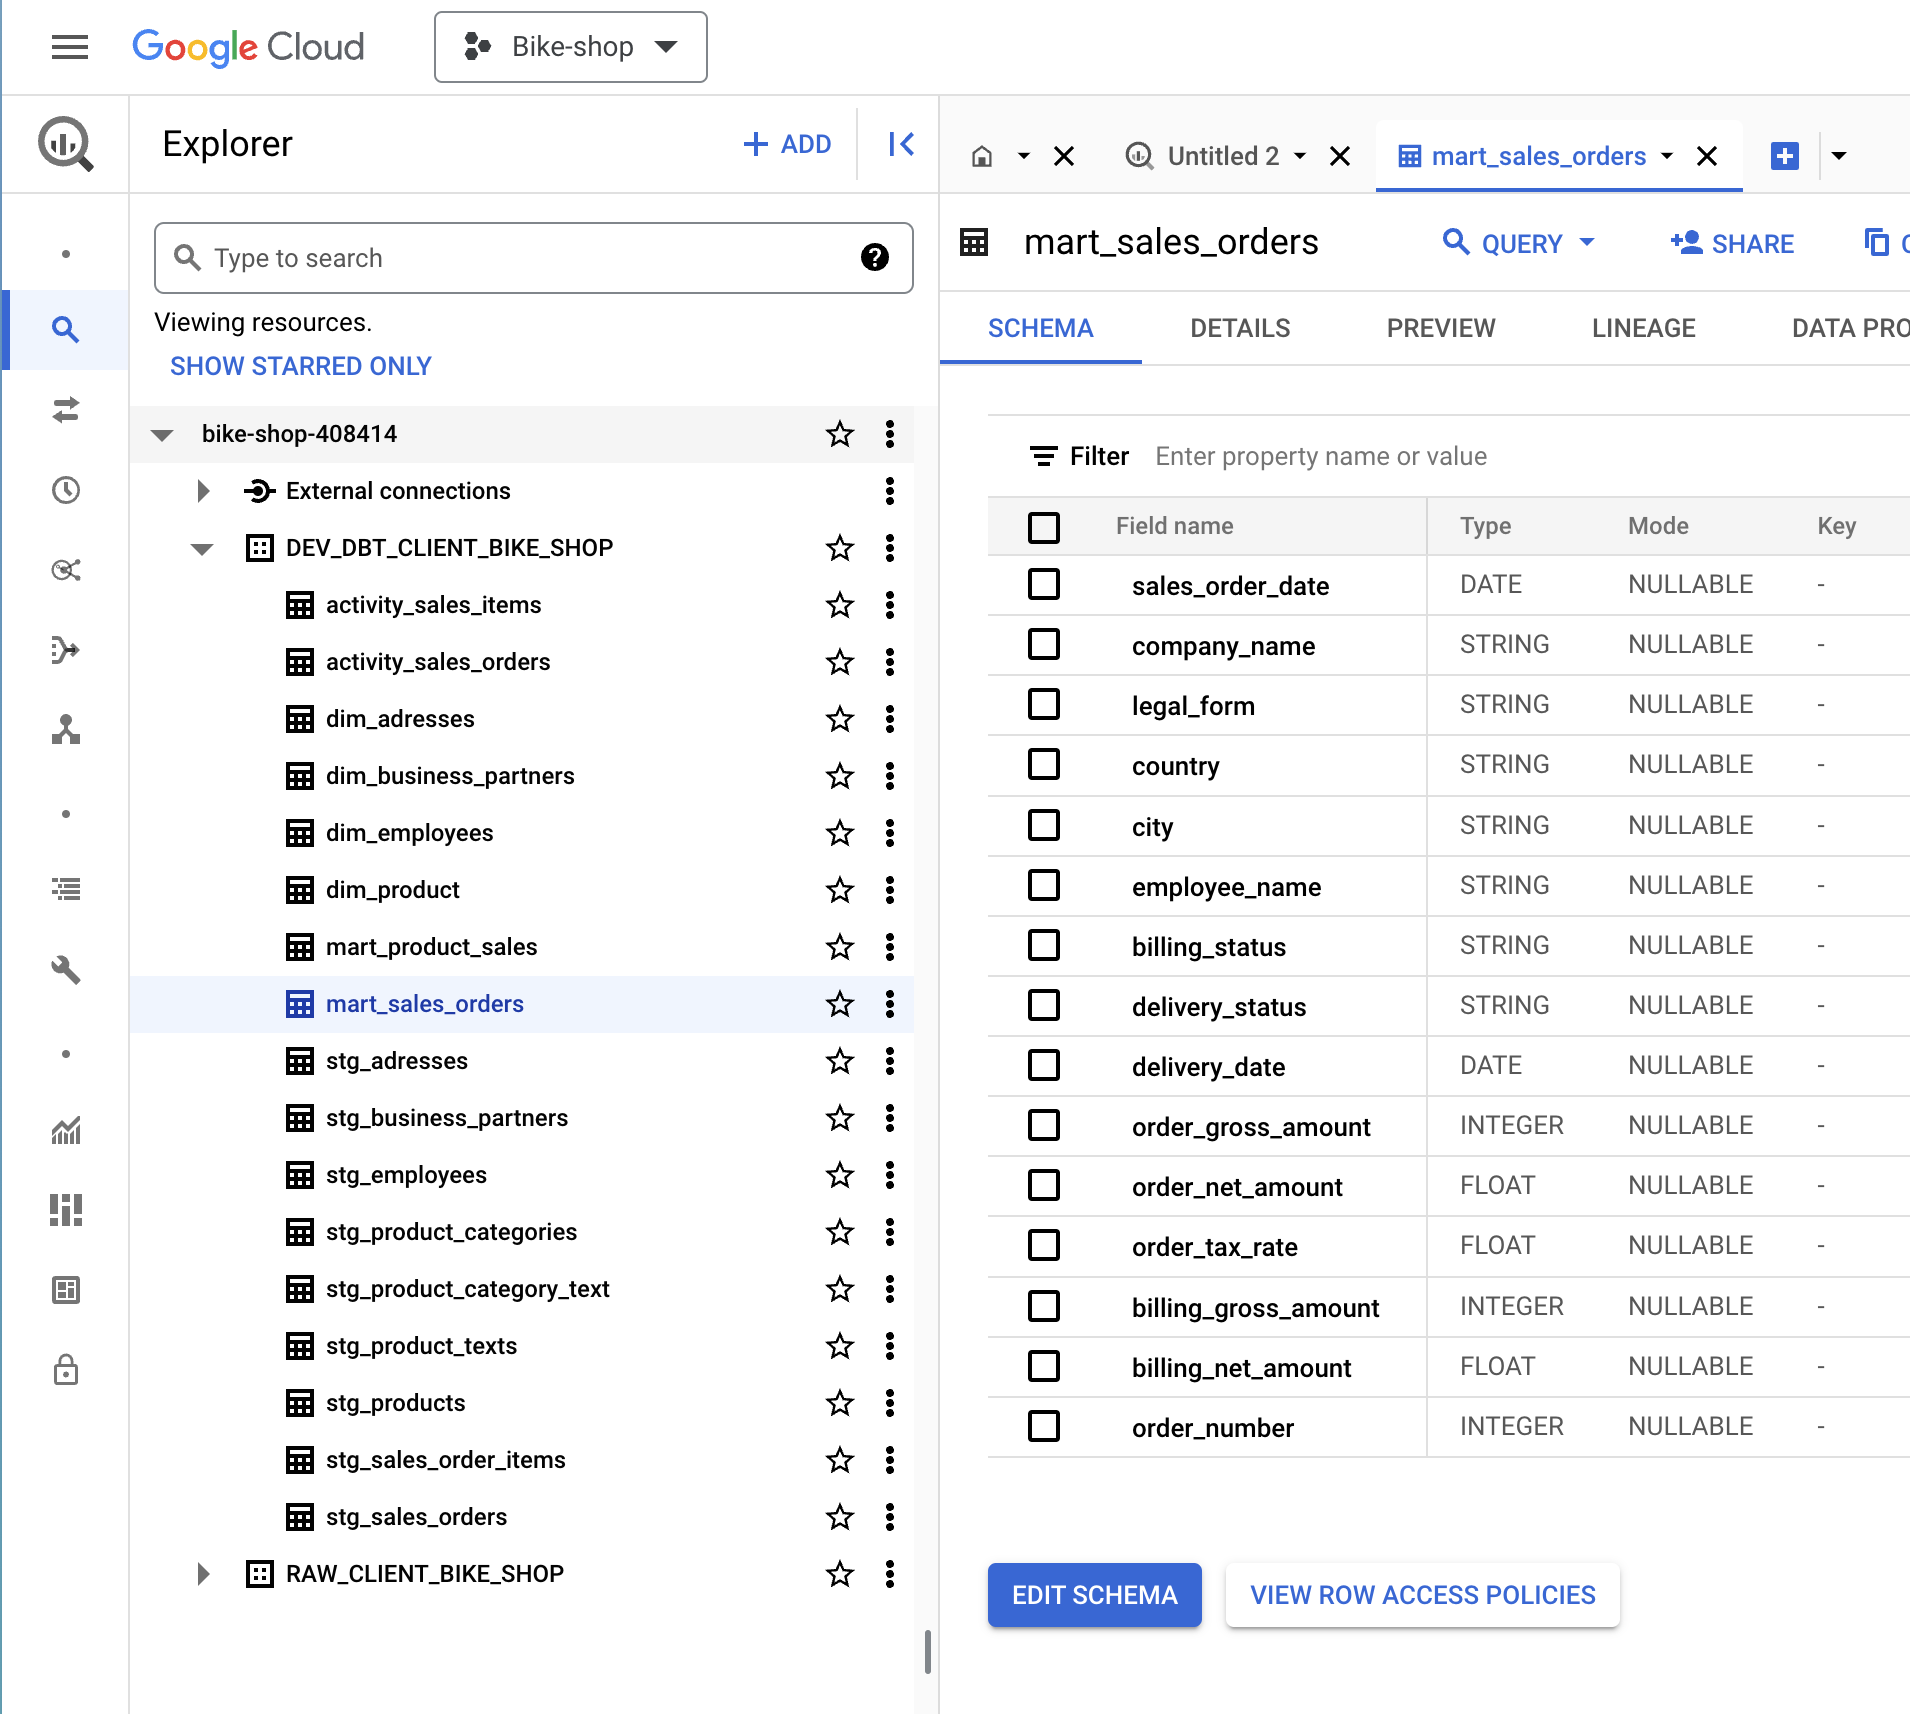 Google Cloud
Bike-shop
Explorer
ADD
Untitled 2
mart_sales_orders
Type to search
Viewing resources.
SHOW STARRED ONLY
bike-shop-408414
External connections
DEV_DBT_CLIENT_BIKE_SHOP
activity_sales_items
activity_sales_orders
dim_adresses
dim_business_partners
dim_employees
dim_product
mart_product_sales
mart_sales_orders
stg_adresses
stg_business_partners
stg_employees
stg_product_categories
stg_product_category_text
stg_product_texts
stg_products
stg_sales_order_items
stg_sales_orders
RAW_CLIENT_BIKE_SHOP
mart_sales_orders
QUERY
SHARE
SCHEMA DETAILS PREVIEW LINEAGE DATA PRO
Filter Enter property name or value
Field name Type Mode Key
sales_order_date DATE NULLABLE -
company_name STRING NULLABLE -
legal_form STRING NULLABLE -
country STRING NULLABLE -
city STRING NULLABLE -
employee_name STRING NULLABLE -
billing_status STRING NULLABLE -
delivery_status STRING NULLABLE -
delivery_date DATE NULLABLE -
order_gross_amount INTEGER NULLABLE -
order_net_amount FLOAT NULLABLE -
order_tax_rate FLOAT NULLABLE -
billing_gross_amount INTEGER NULLABLE -
billing_net_amount FLOAT NULLABLE -
order_number INTEGER NULLABLE -
EDIT SCHEMA
VIEW ROW ACCESS POLICIES